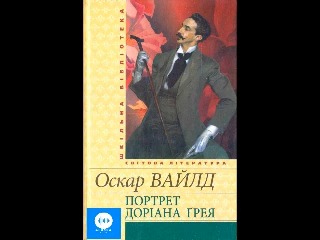 ШКІЛЬНА БІБЛІОТЕКА
СВІТОВА ЛІТЕРАТУРА
Оскар ВАЙЛД
ПОРТРЕТ
ДОРІАНА ГРЕЯ